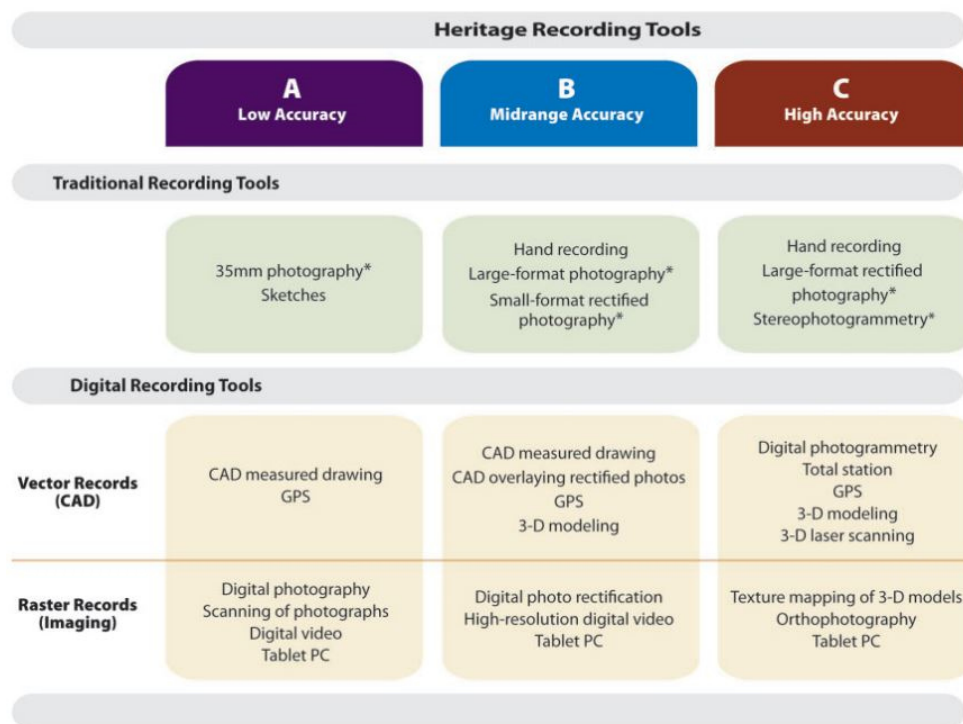 Heritage Recording Tools
A
Low Accuracy
B
Midrange Accuracy
C
High Accuracy
Traditional Recording Tools
35mm photography*
Sketches
Hand recording
Large-format photography*
Small-format rectified
photography*
Hand recording
Large-format rectified
photography*
Stereophotogrammetry*
Digital Recording Tools
Vector Records
(CAD)
CAD measured drawing
GPS
CAD measured drawing
CAD overlaying rectified photos
GPS
3-D modeling
Digital photogrammetry
Total station
GPS
3-D modeling
3-D laser scanning
Raster Records
(Imaging)
Digital photography
Scanning of photographs
Digital video
Tablet PC
Digital photo rectification
High-resolution digital video
Tablet PC
Texture mapping of 3-D models
Orthophotography
Tablet PC